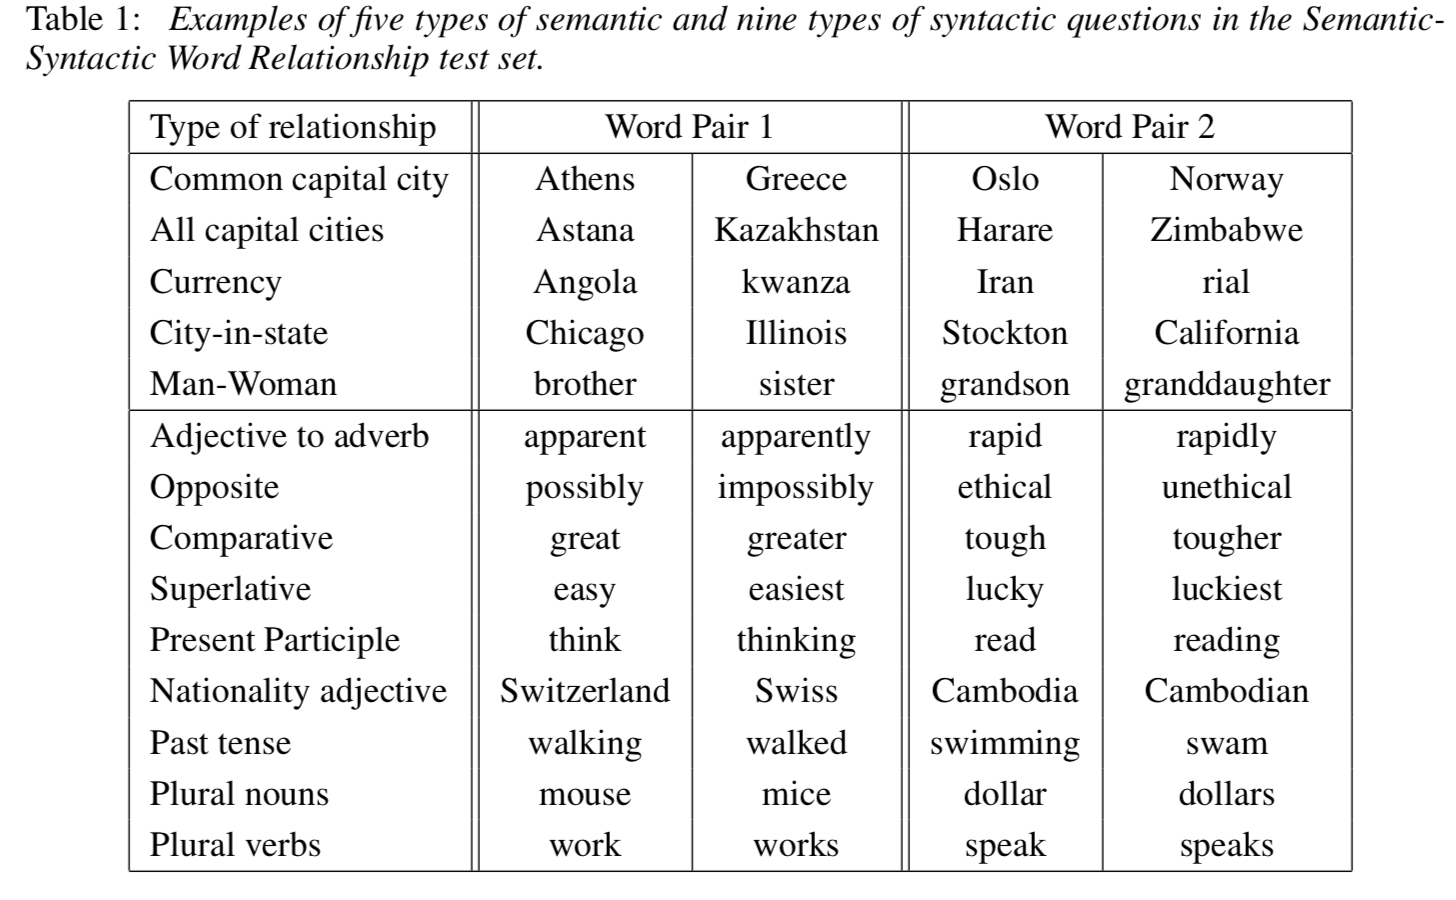 Table 1: Examples of five types of semantic and nine types of syntactic questions in the Semantic-
Syntactic Word Relationship test set.
Type of relationship Word Pair 1 Word Pair 2
Common capital city Athens Greece Oslo Norway
All capital cities Astana Kazakhstan Harare Zimbabwe
Currency Angola kwanza Iran rial
City-in-state Chicago Illinois Stockton California
Man-Woman brother sister grandson granddaughter
Adjective to adverb apparent apparently rapid rapidly
Opposite possibly impossibly ethical unethical
Comparative great greater tough tougher
Superlative easy easiest lucky luckiest
Present Participle think thinking read reading
Nationality adjective Switzerland Swiss Cambodia Cambodian
Past tense walking walked swimming swam
Plural nouns mouse mice dollar dollars
Plural verbs work works speak speaks